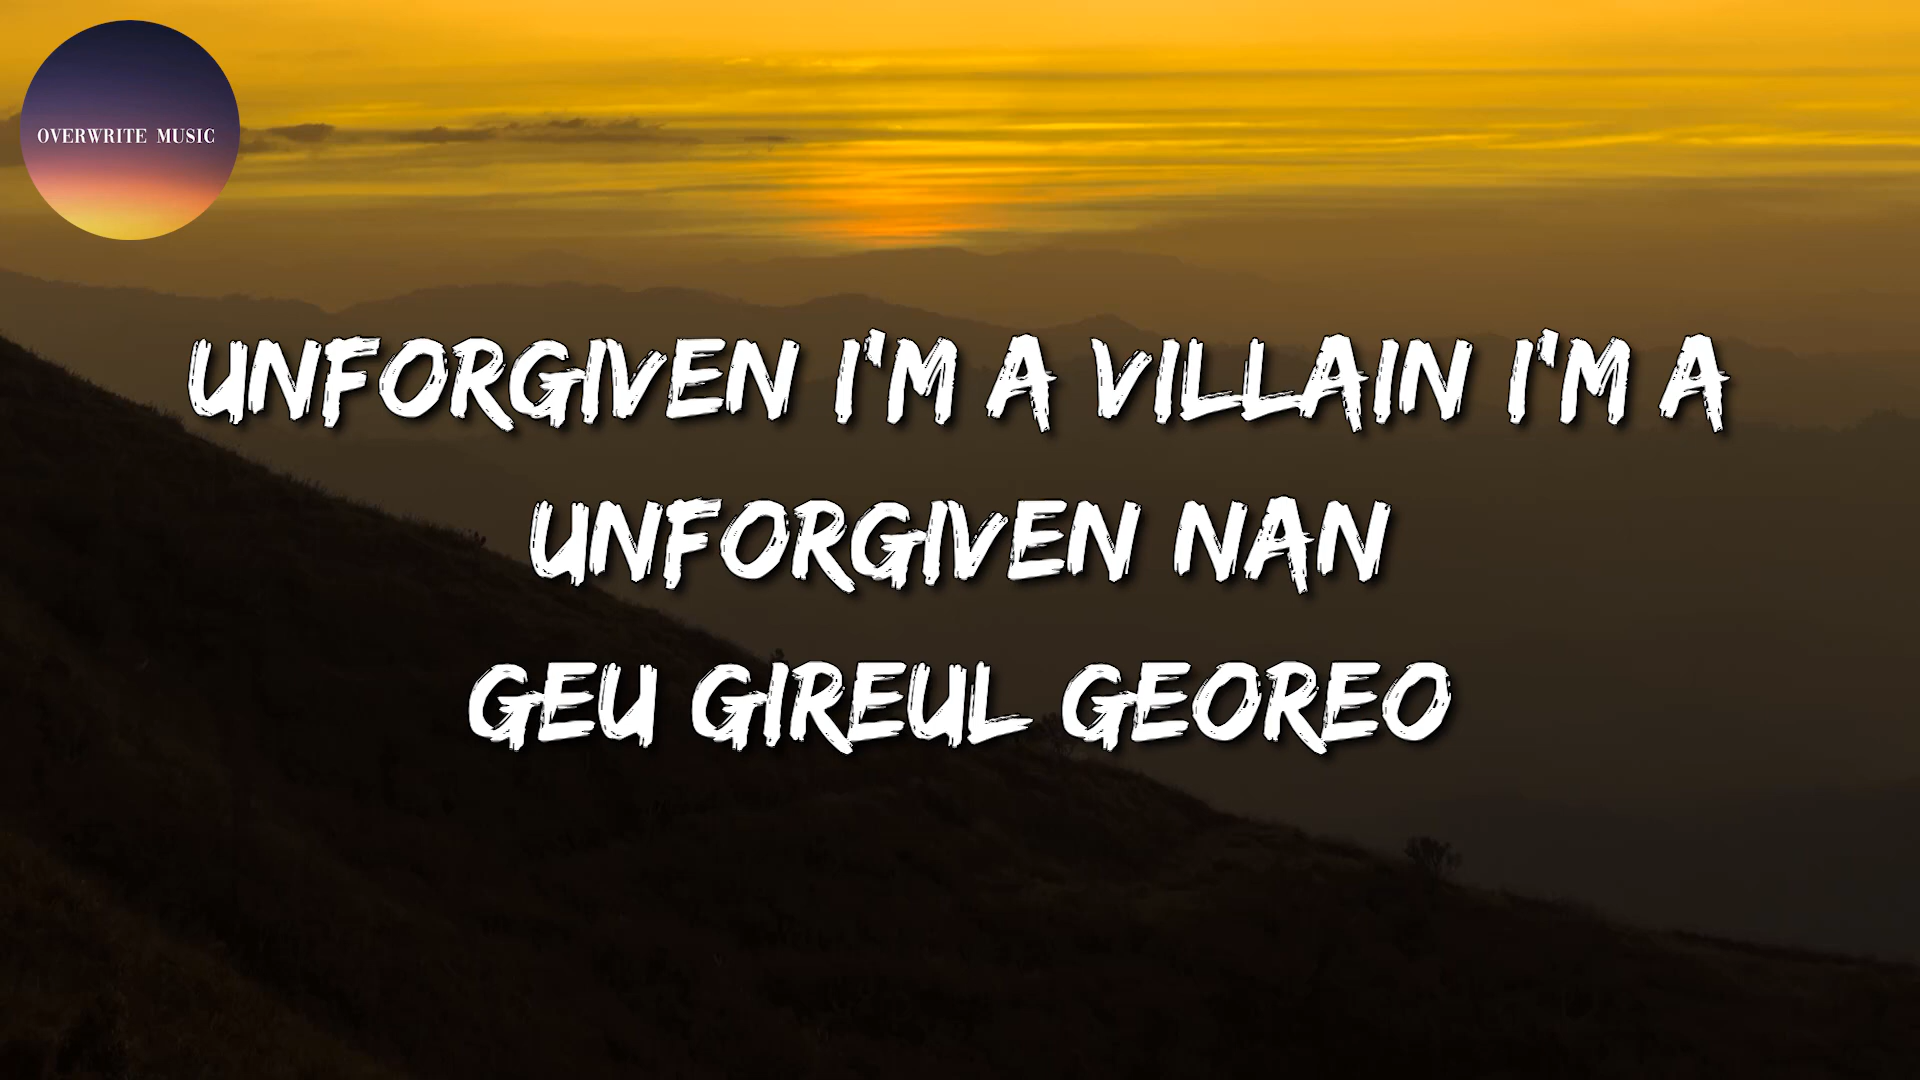 OVERWRITE MUSIC
UNFORGIVEN I'M A VILLAIN I'M A
UNFORGIVEN NAN
GEU GIREUL GEOREO